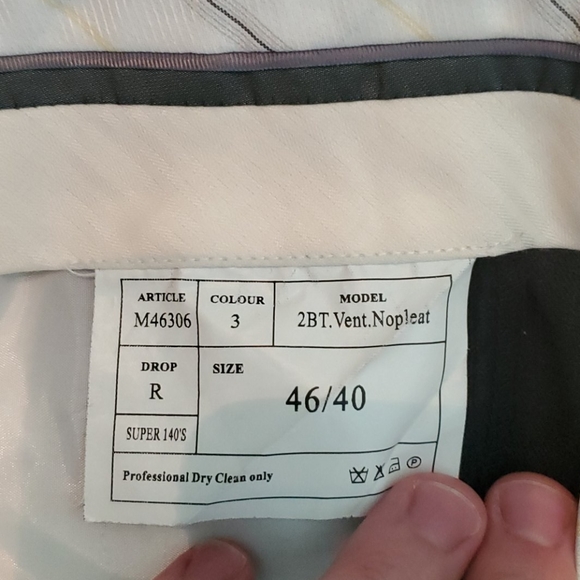 ARTICLE COLOUR MODEL
M46306 3 2BT.Vent.Nopleat
DROP SIZE
R 46/40
SUPER 140'S
Professional Dry Clean only P